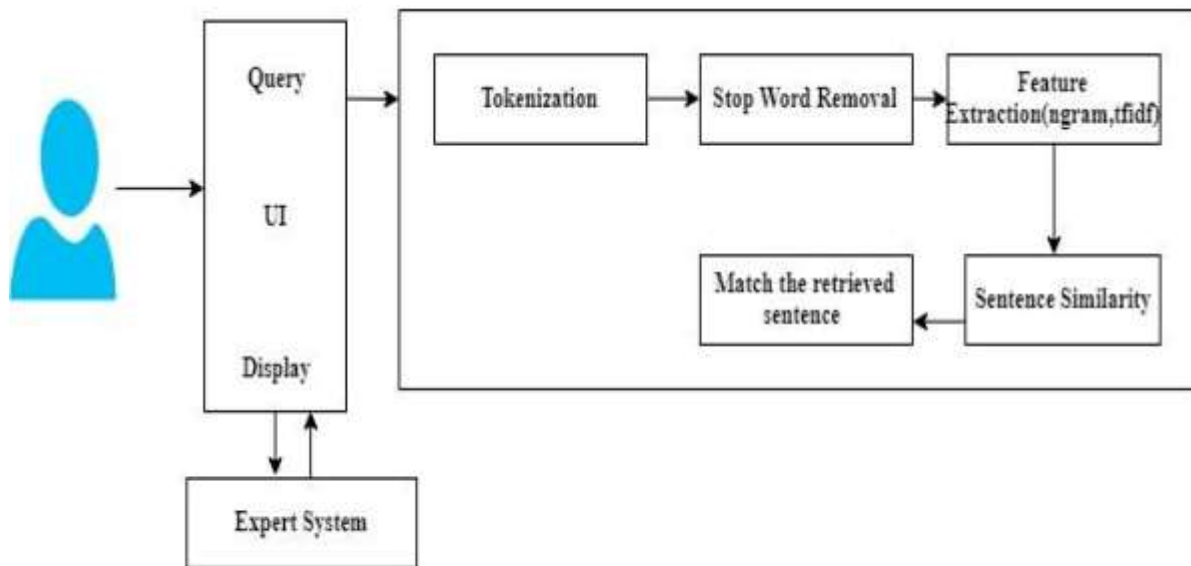 Query
UI
Display
Expert System
Tokenization
Stop Word Removal
Feature
Extraction(ngram,tfidf)
Sentence Similarity
Match the retrieved
sentence